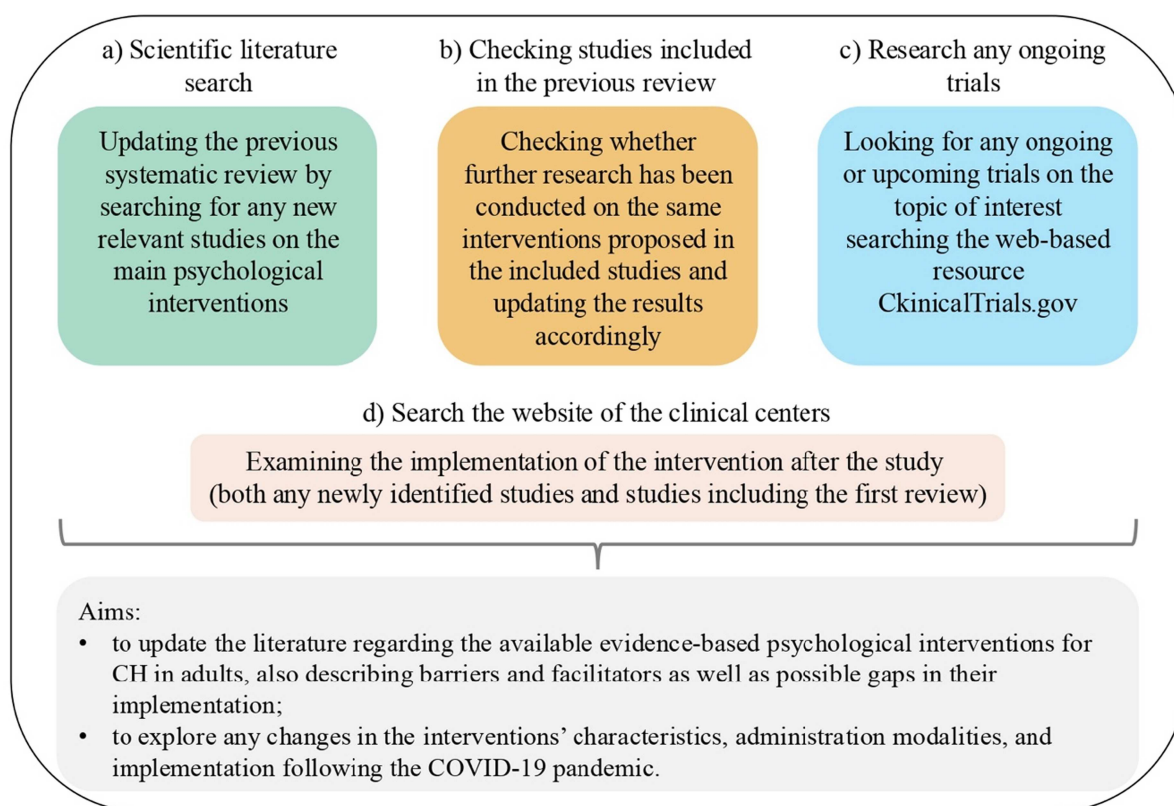 a) Scientific literature
search
Updating the previous
systematic review by
searching for any new
relevant studies on the
main psychological
interventions
b) Checking studies included
in the previous review
Checking whether
further research has been
conducted on the same
interventions proposed in
the included studies and
updating the results
accordingly
c) Research any ongoing
trials
Looking for any ongoing
or upcoming trials on the
topic of interest
searching the web-based
resource
CkinicalTrials.gov
d) Search the website of the clinical centers
Examining the implementation of the intervention after the study
(both any newly identified studies and studies including the first review)
Aims:
• to update the literature regarding the available evidence-based psychological interventions for
CH in adults, also describing barriers and facilitators as well as possible gaps in their
implementation;
• to explore any changes in the interventions’ characteristics, administration modalities, and
implementation following the COVID-19 pandemic.